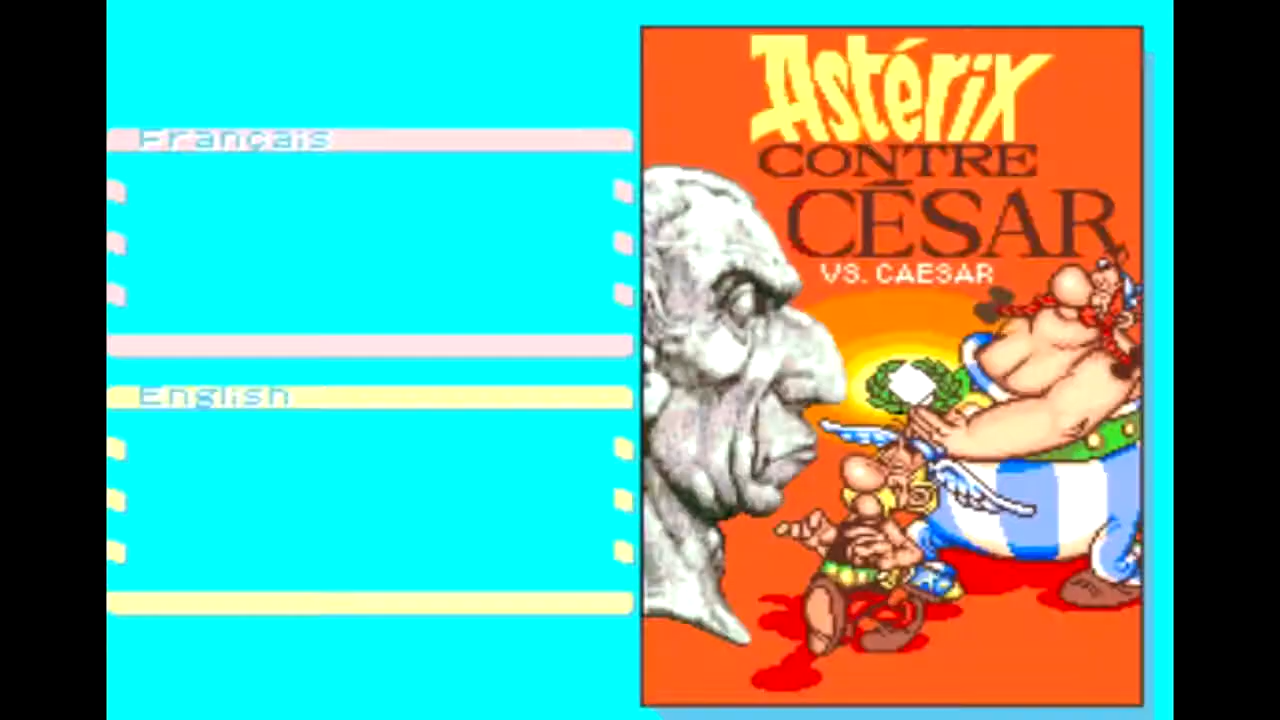 Français
English
Astérix
CONTRE
CÉSAR
VS. CAESAR